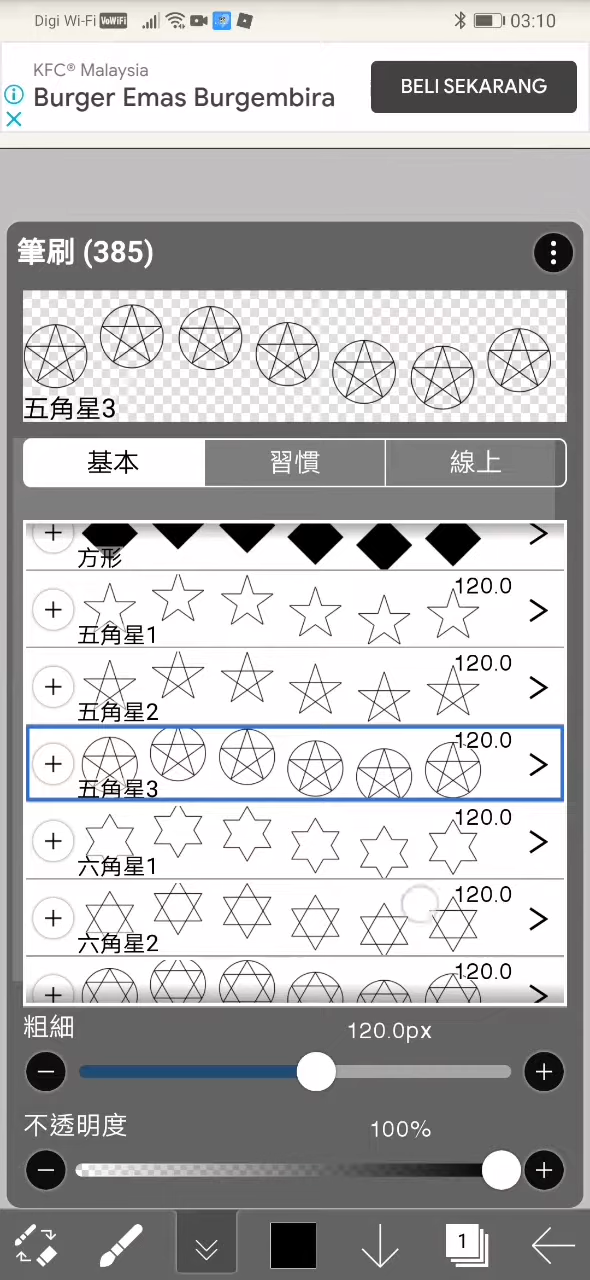 Digi Wi-Fi VoWiFi 03:10
KFC® Malaysia
Burger Emas Burgembira
BELI SEKARANG
筆刷 (385)
五角星3
基本 習慣 線上
方形
120.0
五角星1
120.0
五角星2
120.0
五角星3
120.0
六角星1
120.0
六角星2
120.0
粗細 120.0px
不透明度 100%
1